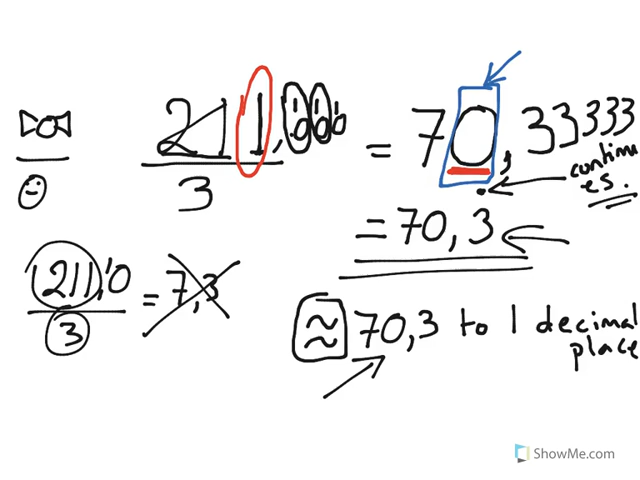 211,000 = 70,33333
3
continues.
= 70,3
211,0 = 7,3
3
≈ 70,3 to 1 decimal place
ShowMe.com